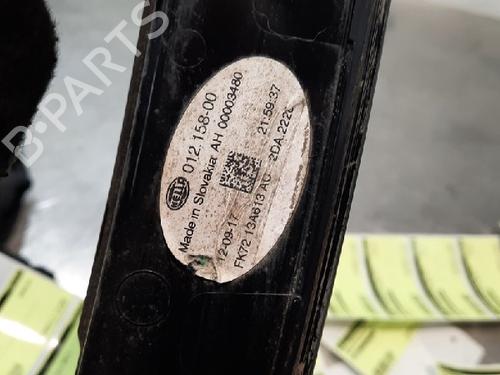 B-PARTS
HELLA
012.158-00
Made in Slovakia AH 00003480
12-09-17 21:59:37
FK72-13A613-AC 2DA.222